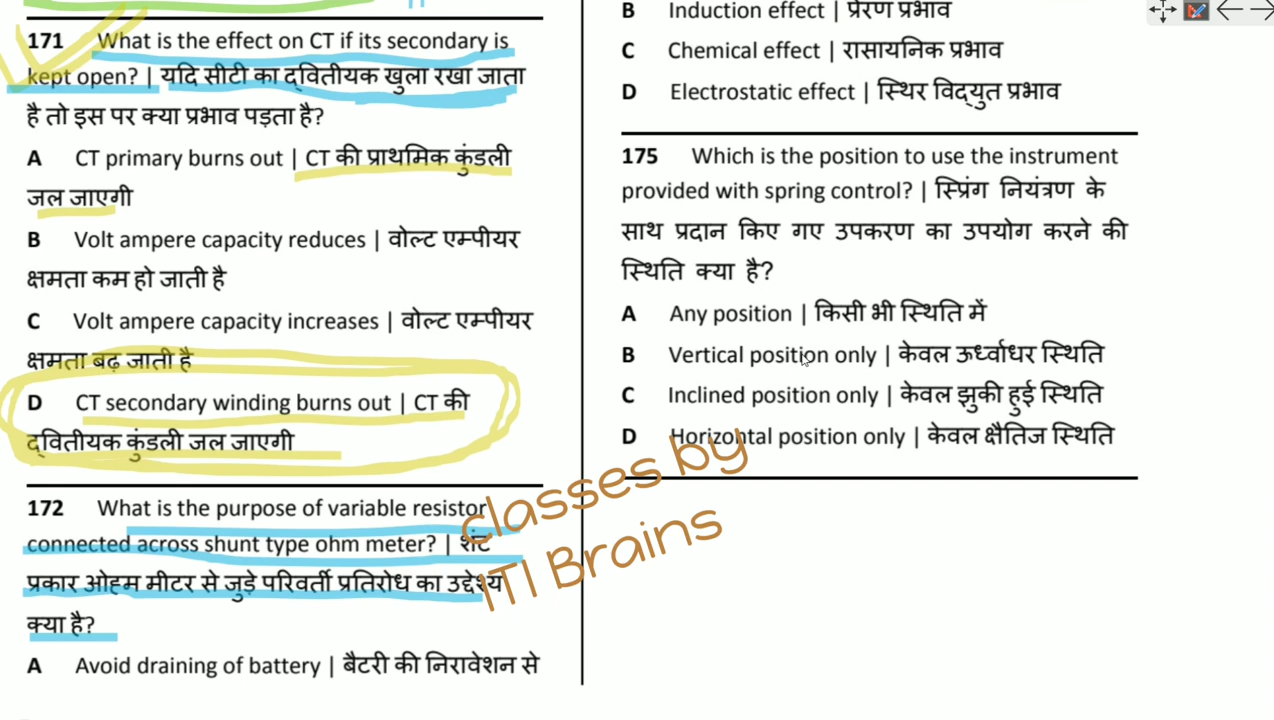 171 What is the effect on CT if its secondary is
kept open? | यदि सीटी का द्वितीयक खुला रखा जाता
है तो इस पर क्या प्रभाव पड़ता है?
A CT primary burns out | CT की प्राथमिक कुंडली
जल जाएगी
B Volt ampere capacity reduces | वोल्ट एम्पीयर
क्षमता कम हो जाती है
C Volt ampere capacity increases | वोल्ट एम्पीयर
क्षमता बढ़ जाती है
D CT secondary winding burns out | CT की
द्वितीयक कुंडली जल जाएगी
172 What is the purpose of variable resistor
connected across shunt type ohm meter? | शंट
प्रकार ओहम मीटर से जुड़े परिवर्ती प्रतिरोध का उद्देश्य
क्या है?
A Avoid draining of battery | बैटरी की निरावेशन से
B Induction effect | प्रेरण प्रभाव
C Chemical effect | रासायनिक प्रभाव
D Electrostatic effect | स्थिर विद्युत प्रभाव
175 Which is the position to use the instrument
provided with spring control? | स्प्रिंग नियंत्रण के
साथ प्रदान किए गए उपकरण का उपयोग करने की
स्थिति क्या है?
A Any position | किसी भी स्थिति में
B Vertical position only | केवल ऊर्ध्वाधर स्थिति
C Inclined position only | केवल झुकी हुई स्थिति
D Horizontal position only | केवल क्षैतिज स्थिति
classes by
ITI Brains